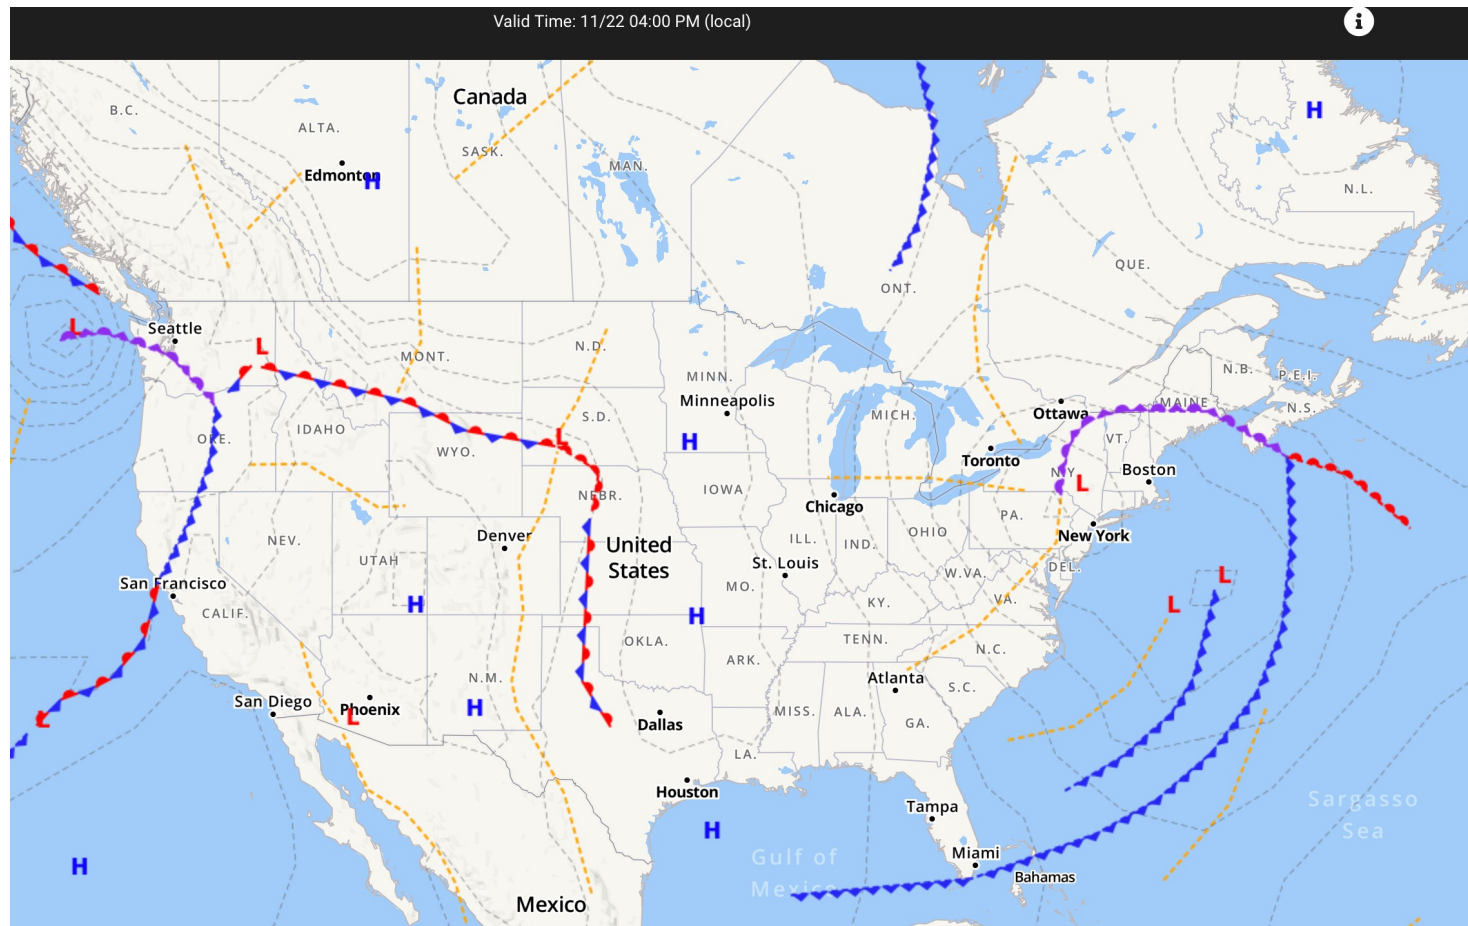 Valid Time: 11/22 04:00 PM (local)
i
Canada
B.C.
ALTA.
SASK.
MAN.
H
Edmonton
H
N.L.
QUE.
ONT.
L
Seattle
L
MONT.
N.D.
MINN.
N.B.
P.E.I.
Minneapolis
MICH.
Ottawa
MAINE
N.S.
ORE.
IDAHO
S.D.
L
H
VT.
WYO.
Toronto
N.Y.
L
Boston
NEBR.
IOWA
Chicago
PA.
New York
NEV.
UTAH
Denver
United
States
ILL.
IND.
OHIO
St. Louis
W.VA.
DEL.
San Francisco
CALIF.
H
MO.
KY.
VA.
L
L
H
OKLA.
ARK.
TENN.
N.C.
N.M.
Atlanta
S.C.
San Diego
Phoenix
L
H
Dallas
MISS.
ALA.
GA.
L
LA.
Houston
Tampa
Sargasso
Sea
H
H
Gulf of
Mexico
Miami
Bahamas
Mexico